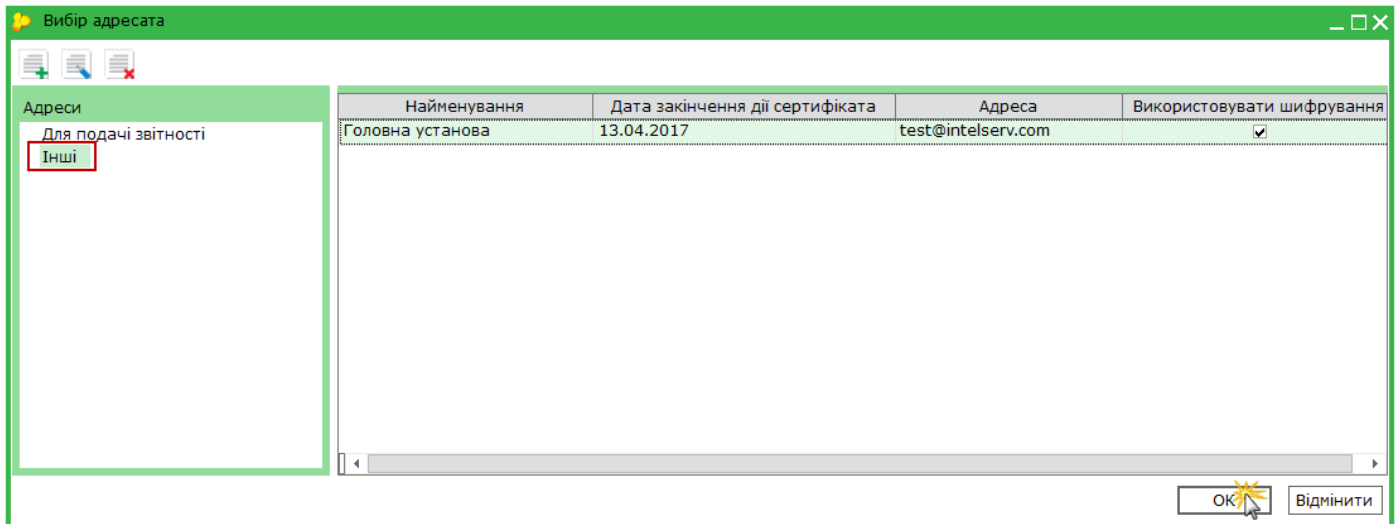 Вибір адресата
Адреси
Для подачі звітності
Інші
Найменування Дата закінчення дії сертифіката Адреса Використовувати шифрування
Головна установа 13.04.2017 test@intelserv.com
ОК Відмінити